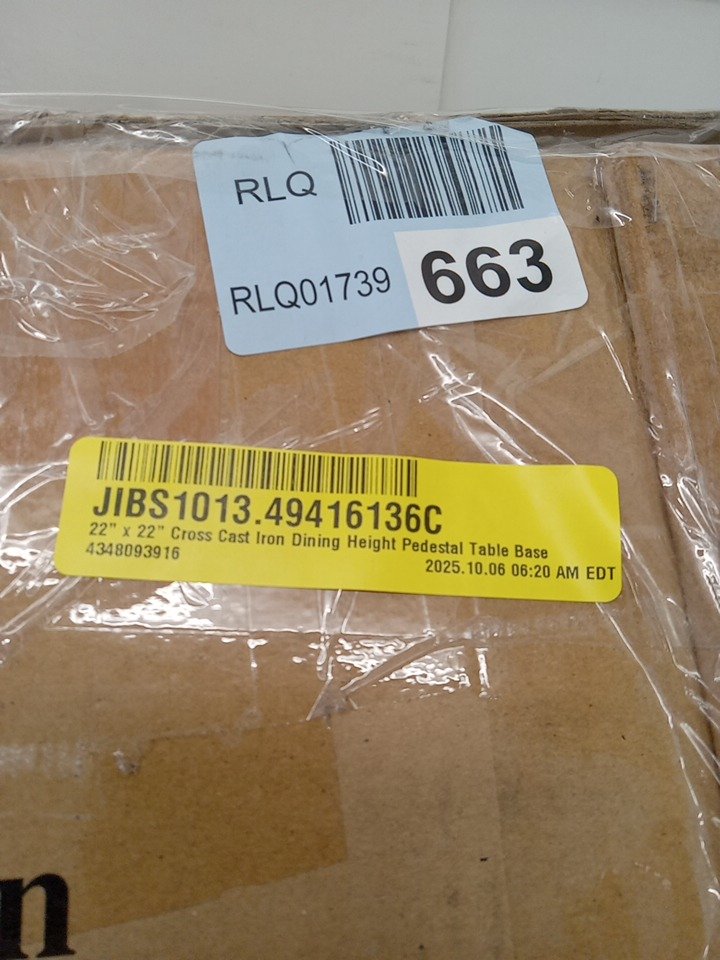 RLQ
RLQ01739
663
JIBS1013.49416136C
22" x 22" Cross Cast Iron Dining Height Pedestal Table Base
4348093916
2025.10.06 06:20 AM EDT
n